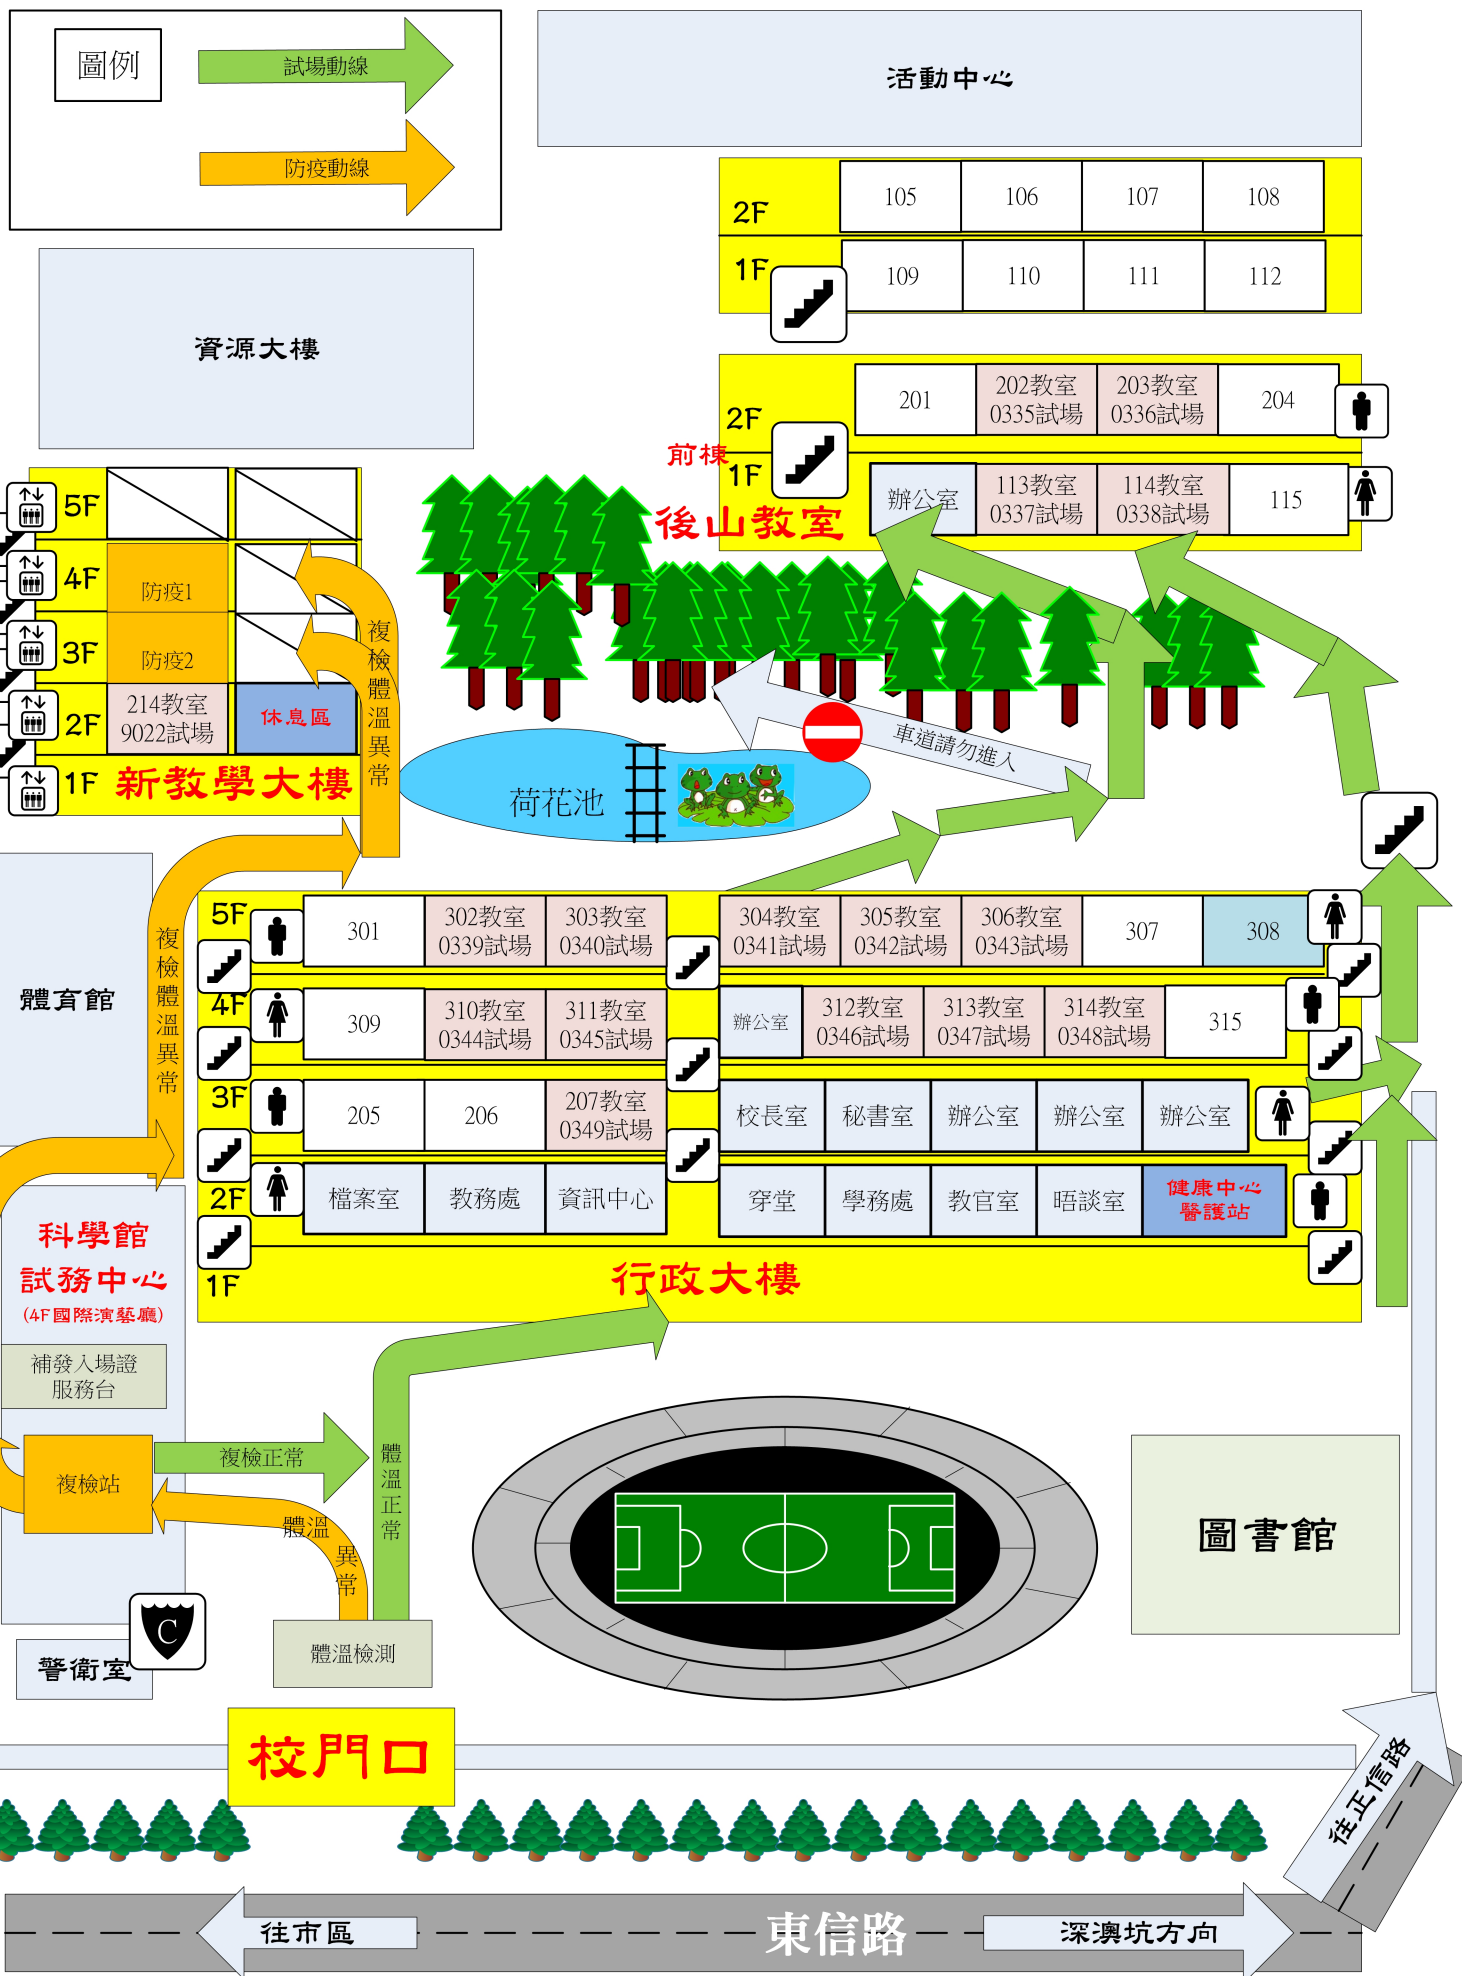 圖例
試場動線
防疫動線
活動中心
2F
105
106
107
108
1F
109
110
111
112
資源大樓
2F
201
202教室
0335試場
203教室
0336試場
204
前棟
1F
辦公室
113教室
0337試場
114教室
0338試場
115
後山教室
5F
4F
防疫1
3F
防疫2
2F
214教室
9022試場
休息區
1F
新教學大樓
複檢體溫異常
車道請勿進入
荷花池
體育館
複檢體溫異常
5F
301
302教室
0339試場
303教室
0340試場
304教室
0341試場
305教室
0342試場
306教室
0343試場
307
308
4F
309
310教室
0344試場
311教室
0345試場
辦公室
312教室
0346試場
313教室
0347試場
314教室
0348試場
315
3F
205
206
207教室
0349試場
校長室
秘書室
辦公室
辦公室
辦公室
2F
檔案室
教務處
資訊中心
穿堂
學務處
教官室
晤談室
健康中心
醫護站
1F
行政大樓
科學館
試務中心
(4F國際演藝廳)
補發入場證
服務台
複檢站
複檢正常
體溫正常
體溫
異常
體溫檢測
C
警衛室
圖書館
校門口
往正信路
往市區
東信路
深澳坑方向